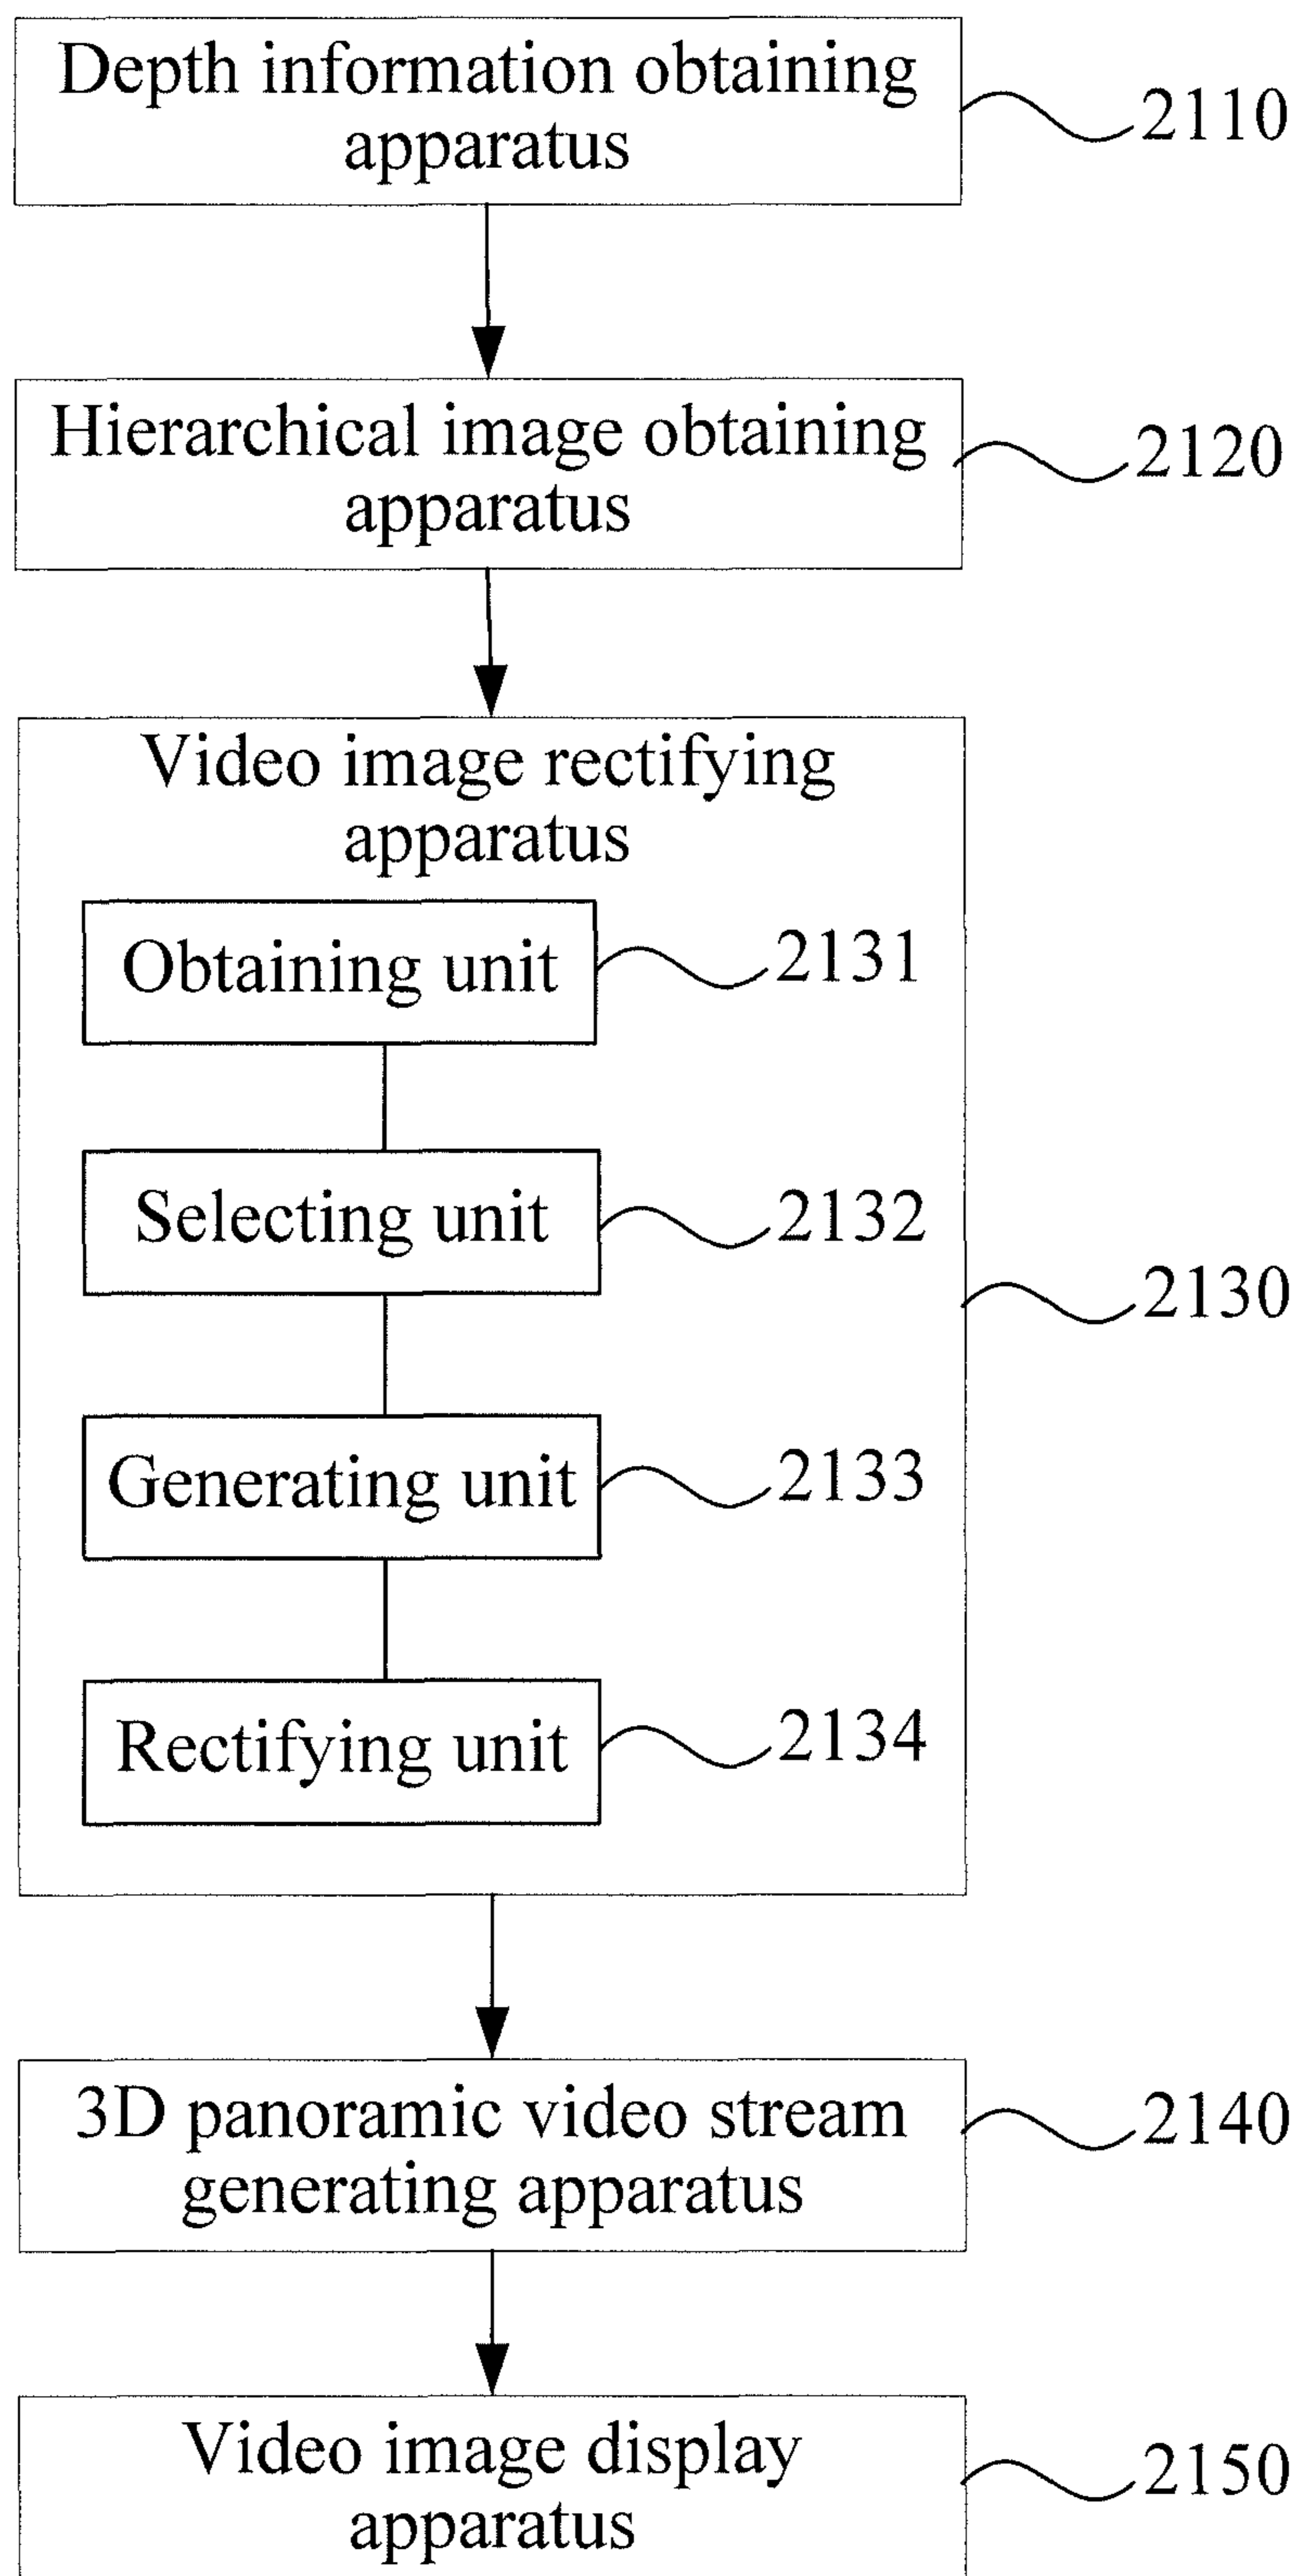 Depth information obtaining
apparatus
2110
Hierarchical image obtaining
apparatus
2120
Video image rectifying
apparatus
Obtaining unit
2131
Selecting unit
2132
2130
Generating unit
2133
Rectifying unit
2134
3D panoramic video stream
generating apparatus
2140
Video image display
apparatus
2150